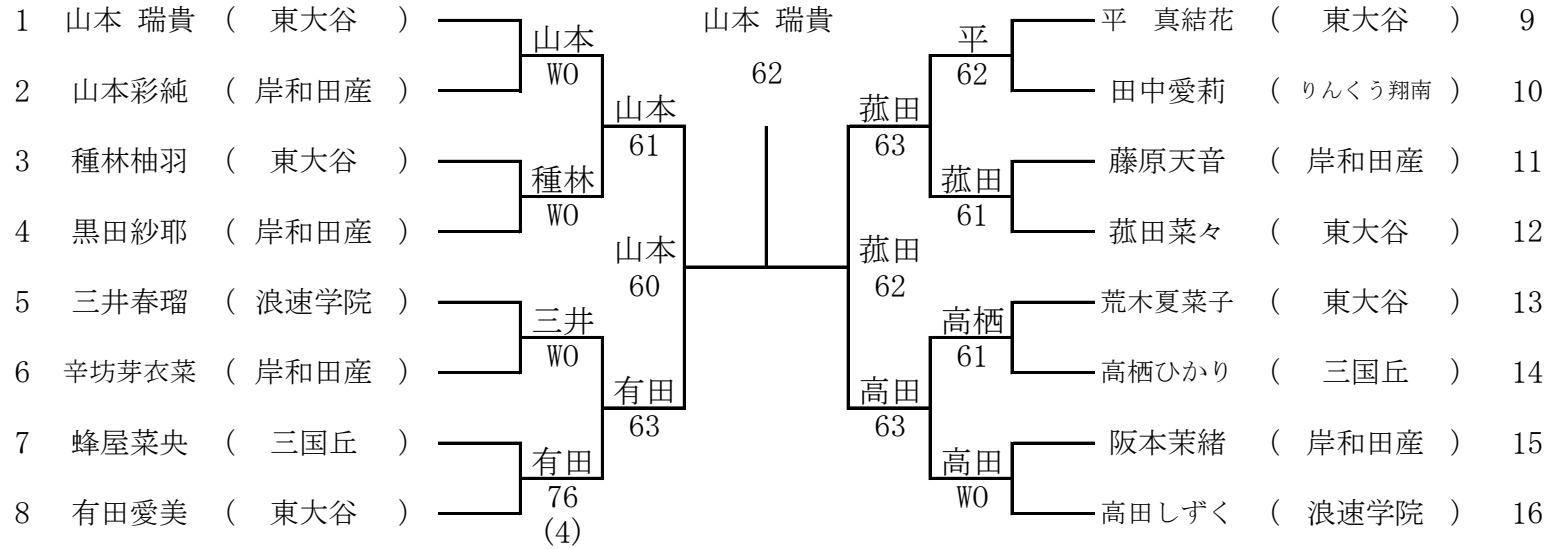 1 山本 瑞貴 ( 東大谷 ) 山本 山本 瑞貴 平 平 真結花 ( 東大谷 ) 9
WO 62 62
2 山本彩純 ( 岸和田産 ) 田中愛莉 ( りんくう翔南 ) 10
山本 菰田
61 63
3 種林柚羽 ( 東大谷 ) 藤原天音 ( 岸和田産 ) 11
種林 菰田
WO 61
4 黒田紗耶 ( 岸和田産 ) 菰田菜々 ( 東大谷 ) 12
山本 菰田
60 62
5 三井春瑠 ( 浪速学院 ) 荒木夏菜子 ( 東大谷 ) 13
三井 高栖
WO 61
6 辛坊芽衣菜 ( 岸和田産 ) 高栖ひかり ( 三国丘 ) 14
有田 高田
63 63
7 蜂屋菜央 ( 三国丘 ) 阪本茉緒 ( 岸和田産 ) 15
有田 高田
76 WO
8 有田愛美 ( 東大谷 ) 高田しずく ( 浪速学院 ) 16
(4)